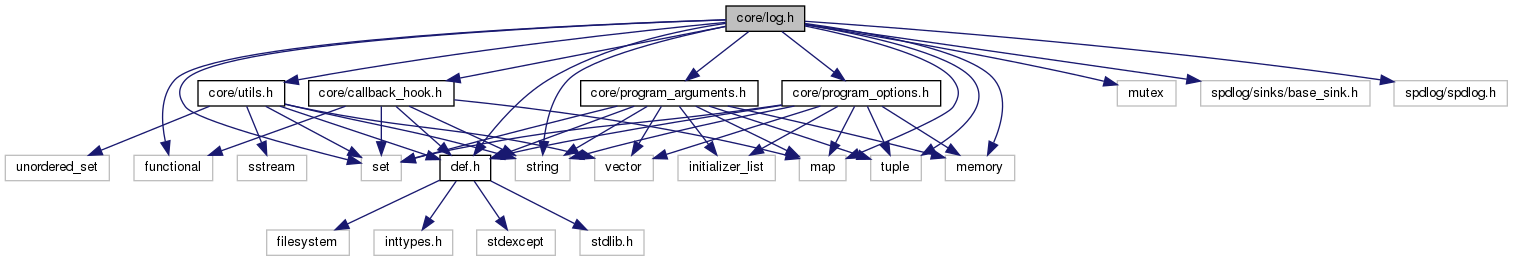 core/log.h
core/utils.h
core/callback_hook.h
core/program_arguments.h
core/program_options.h
mutex
spdlog/sinks/base_sink.h
spdlog/spdlog.h
unordered_set
functional
sstream
set
def.h
string
vector
initializer_list
map
tuple
memory
filesystem
inttypes.h
stdexcept
stdlib.h